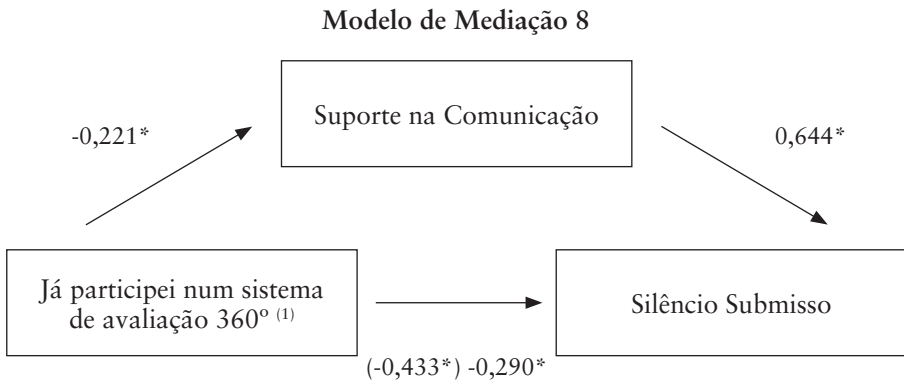 Modelo de Mediação 8
Suporte na Comunicação
-0,221*
0,644*
Já participei num sistema
de avaliação 360º (1)
Silêncio Submisso
(-0,433*) -0,290*